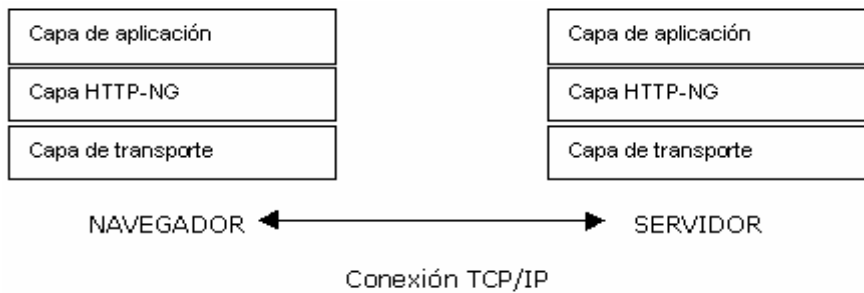 Capa de aplicación
Capa de aplicación
Capa HTTP-NG
Capa HTTP-NG
Capa de transporte
Capa de transporte
NAVEGADOR
SERVIDOR
Conexión TCP/IP